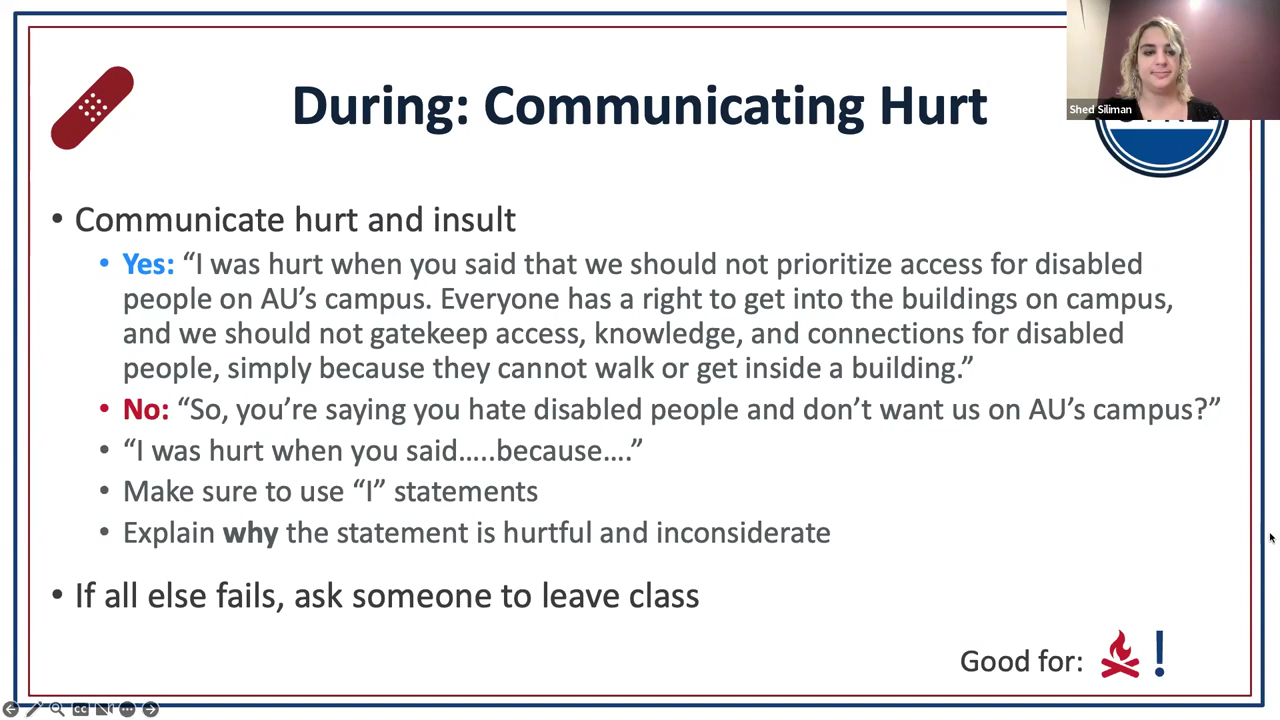 During: Communicating Hurt
Shed Siliman
• Communicate hurt and insult
• Yes: “I was hurt when you said that we should not prioritize access for disabled
people on AU’s campus. Everyone has a right to get into the buildings on campus,
and we should not gatekeep access, knowledge, and connections for disabled
people, simply because they cannot walk or get inside a building.”
• No: “So, you’re saying you hate disabled people and don’t want us on AU’s campus?”
• “I was hurt when you said…..because….”
• Make sure to use “I” statements
• Explain why the statement is hurtful and inconsiderate
• If all else fails, ask someone to leave class
Good for: !
CC